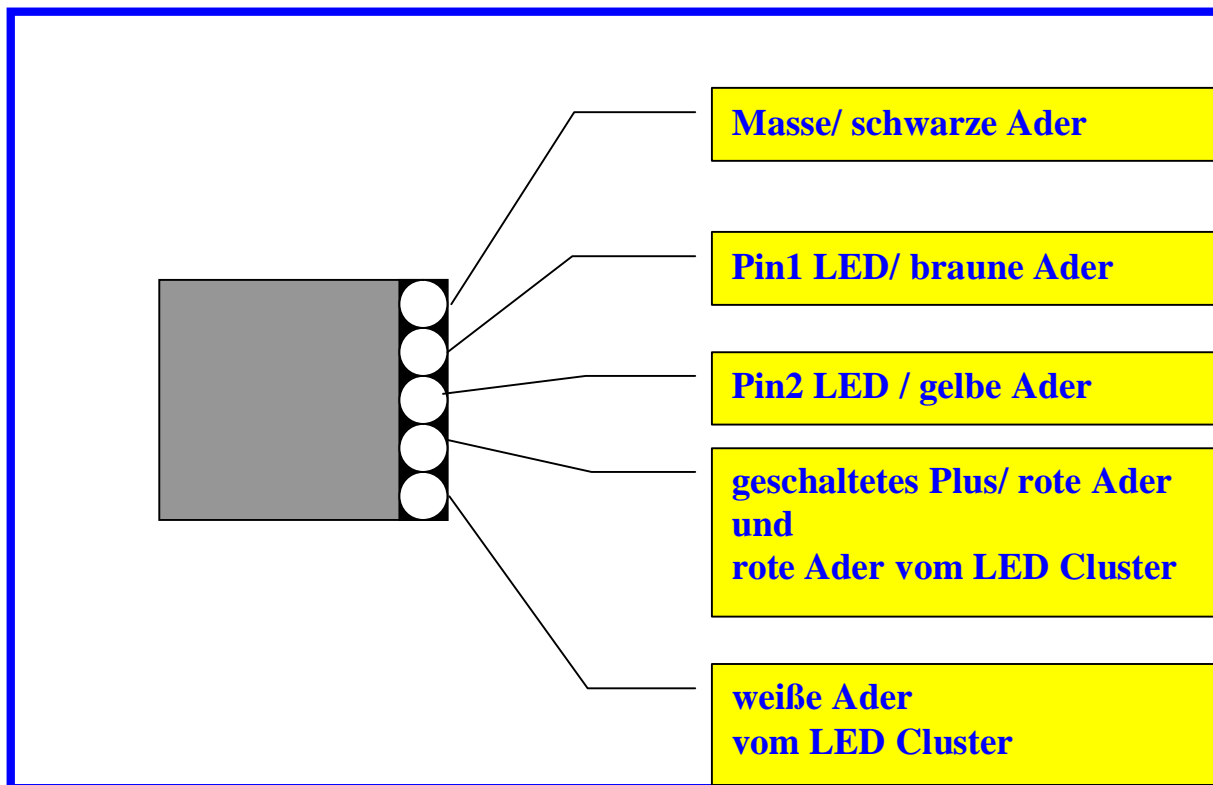 Masse/ schwarze Ader
Pin1 LED/ braune Ader
Pin2 LED / gelbe Ader
geschaltetes Plus/ rote Ader
und
rote Ader vom LED Cluster
weiße Ader
vom LED Cluster